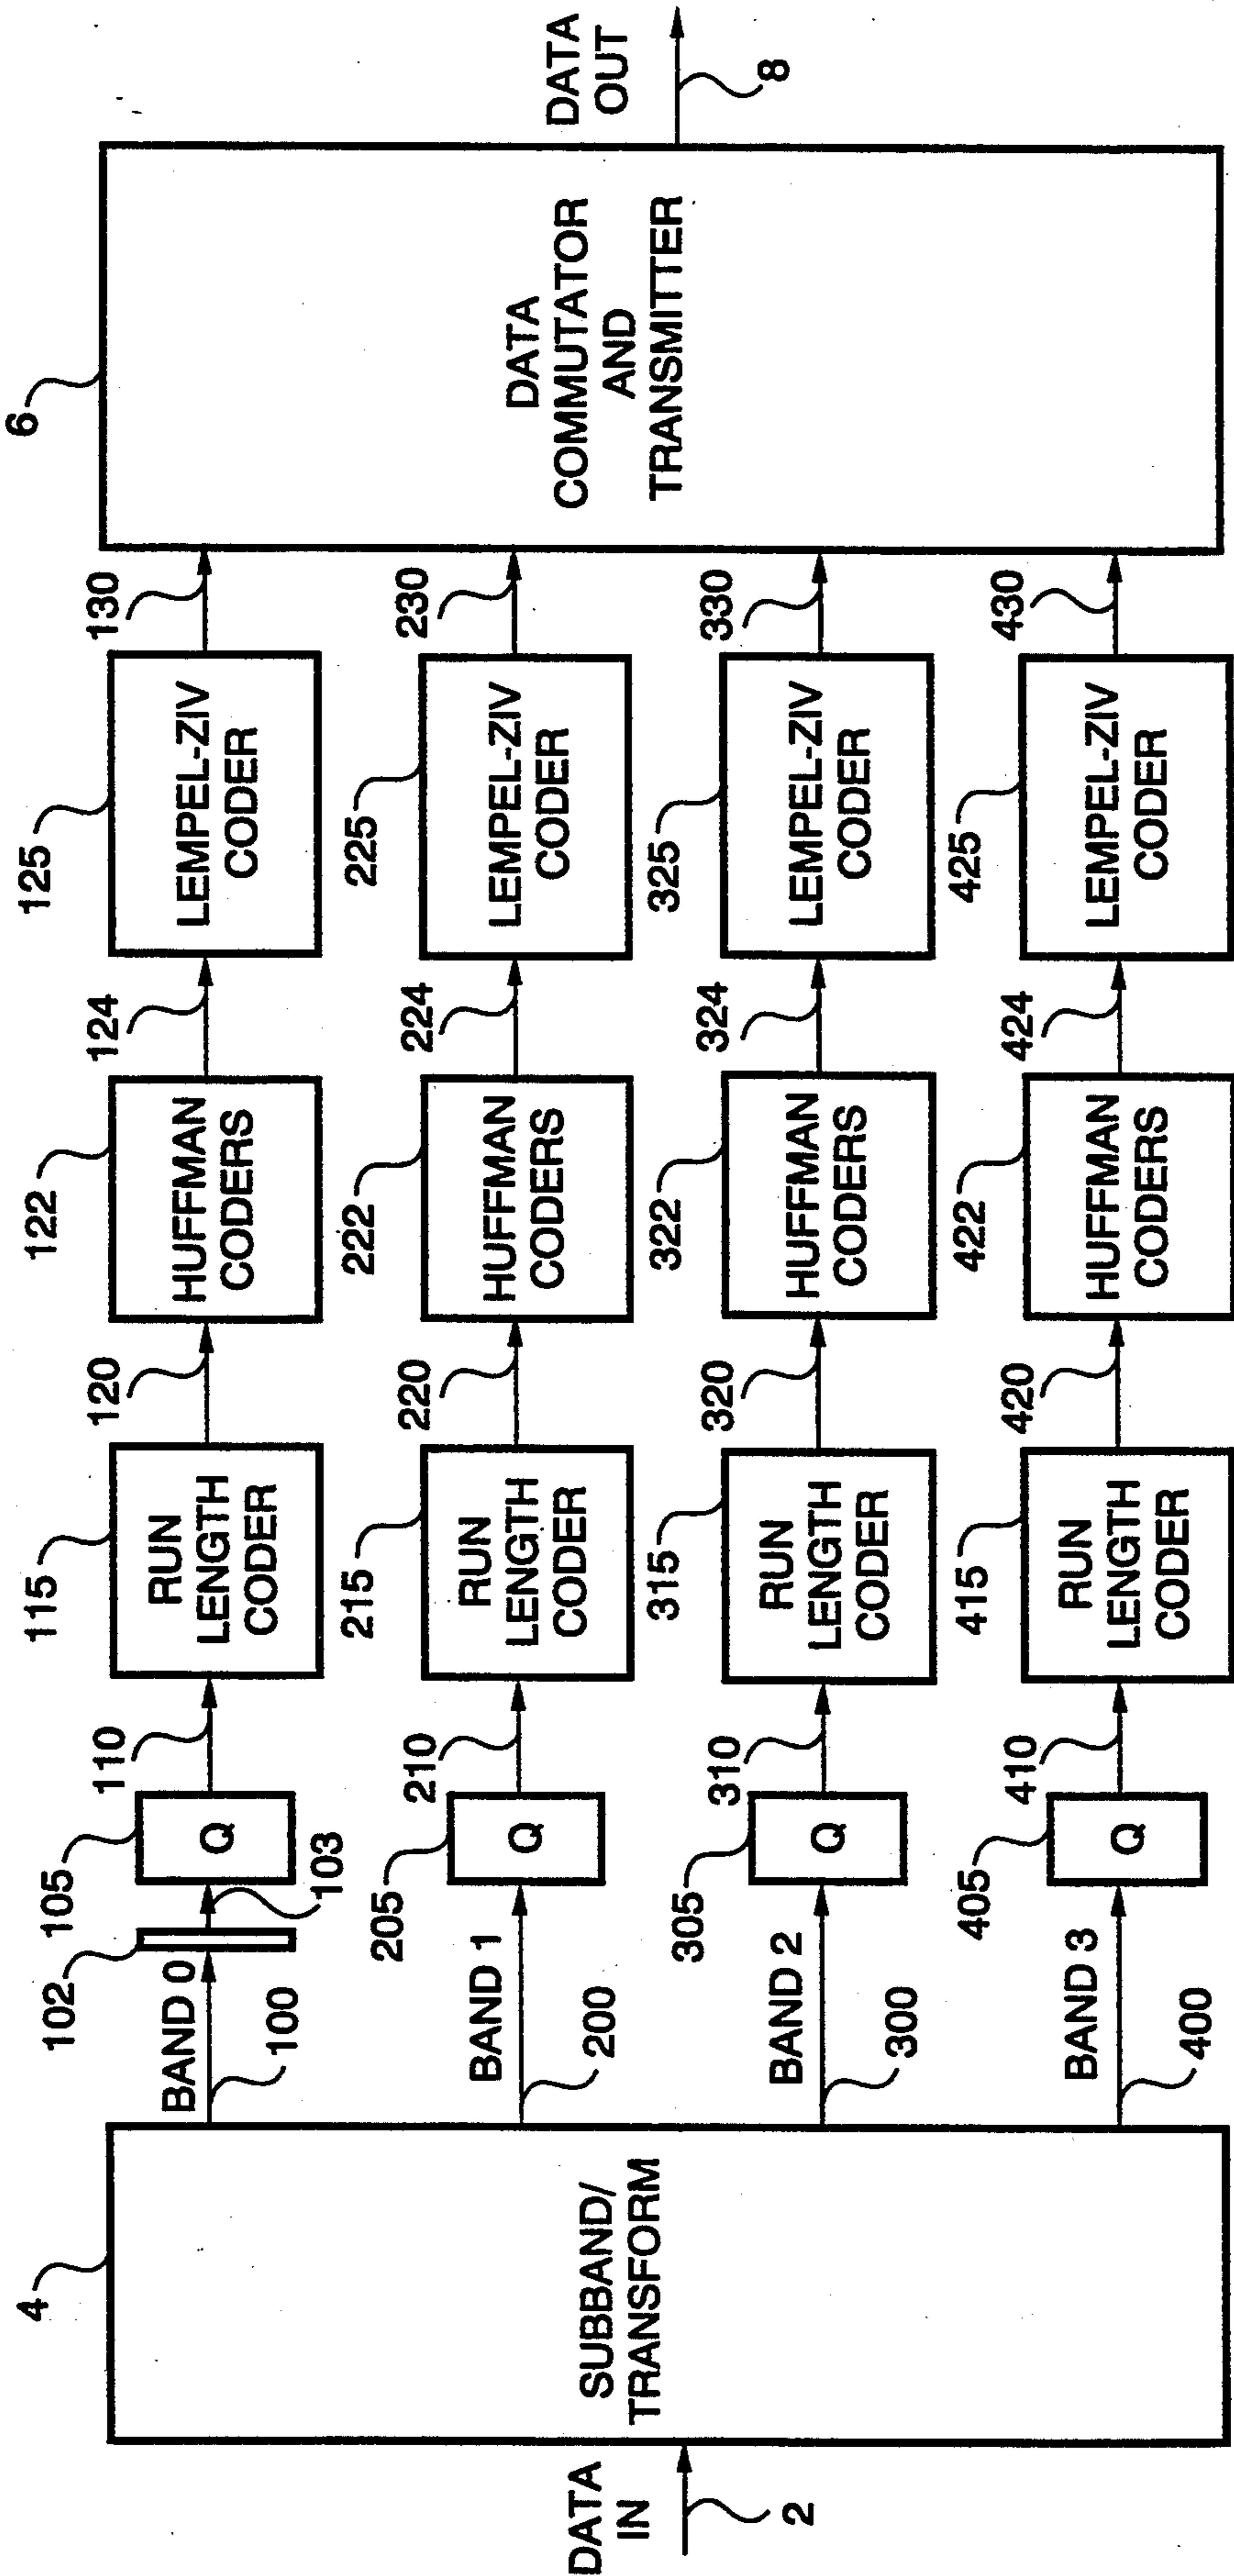 DATA
IN
2
4
SUBBAND/
TRANSFORM
BAND 0
100
102
103
105
Q
110
115
RUN
LENGTH
CODER
120
122
HUFFMAN
CODERS
124
125
LEMPEL-ZIV
CODER
130
BAND 1
200
205
Q
210
215
RUN
LENGTH
CODER
220
222
HUFFMAN
CODERS
224
225
LEMPEL-ZIV
CODER
230
BAND 2
300
305
Q
310
315
RUN
LENGTH
CODER
320
322
HUFFMAN
CODERS
324
325
LEMPEL-ZIV
CODER
330
BAND 3
400
405
Q
410
415
RUN
LENGTH
CODER
420
422
HUFFMAN
CODERS
424
425
LEMPEL-ZIV
CODER
430
6
DATA
COMMUTATOR
AND
TRANSMITTER
DATA
OUT
8